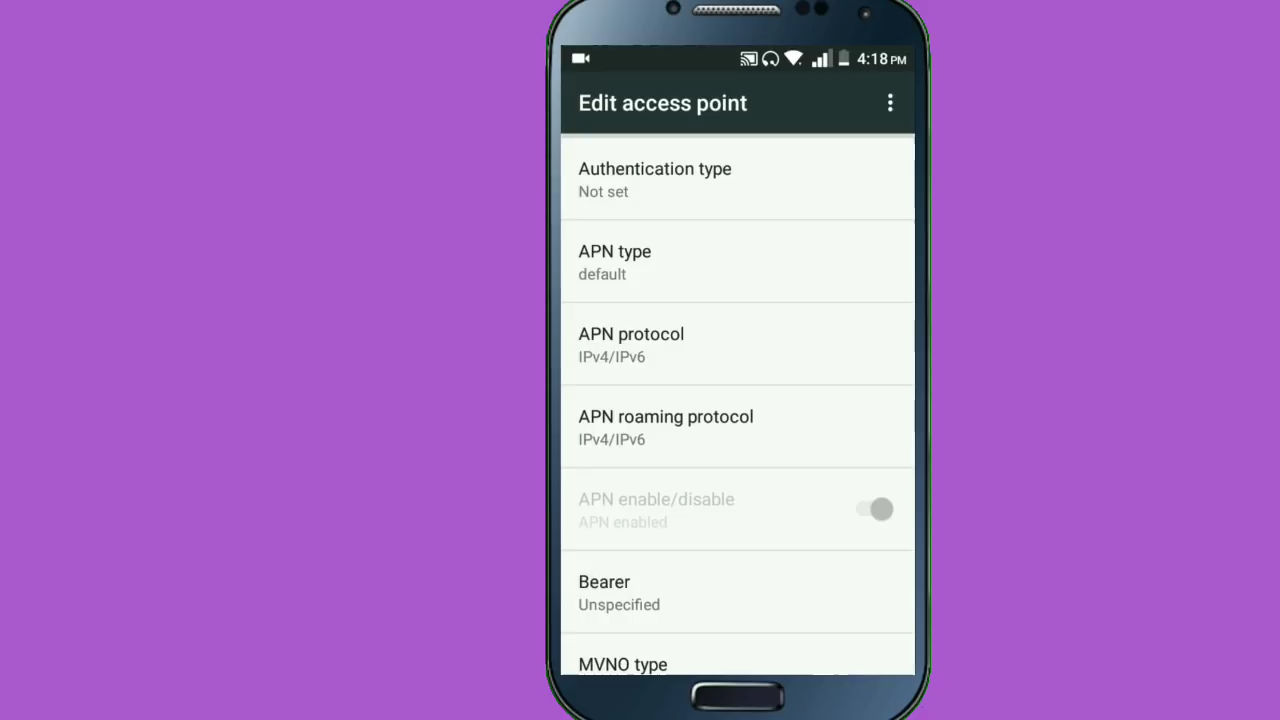 4:18 PM
Edit access point
Authentication type
Not set
APN type
default
APN protocol
IPv4/IPv6
APN roaming protocol
IPv4/IPv6
APN enable/disable
APN enabled
Bearer
Unspecified
MVNO type